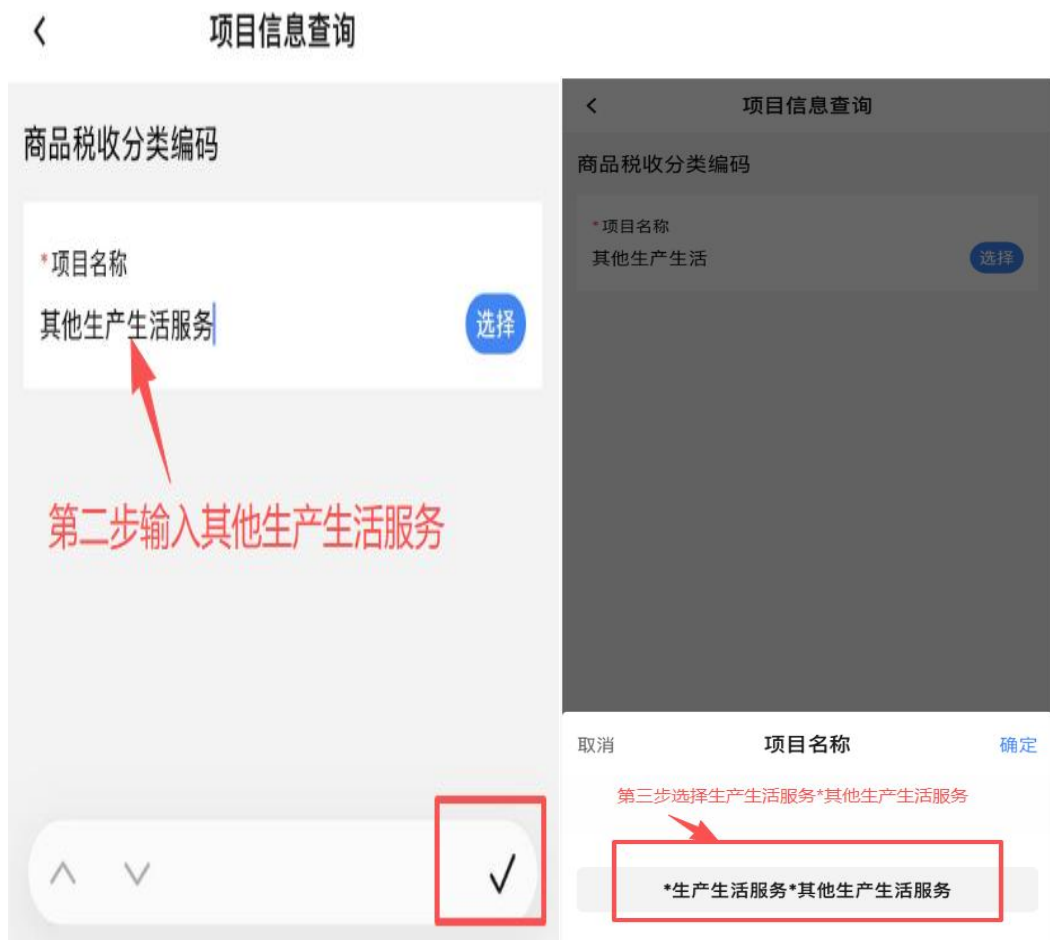 项目信息查询
商品税收分类编码
*项目名称
其他生产生活服务
选择
第二步输入其他生产生活服务
项目信息查询
商品税收分类编码
*项目名称
其他生产生活
选择
取消
项目名称
确定
第三步选择生产生活服务*其他生产生活服务
*生产生活服务*其他生产生活服务